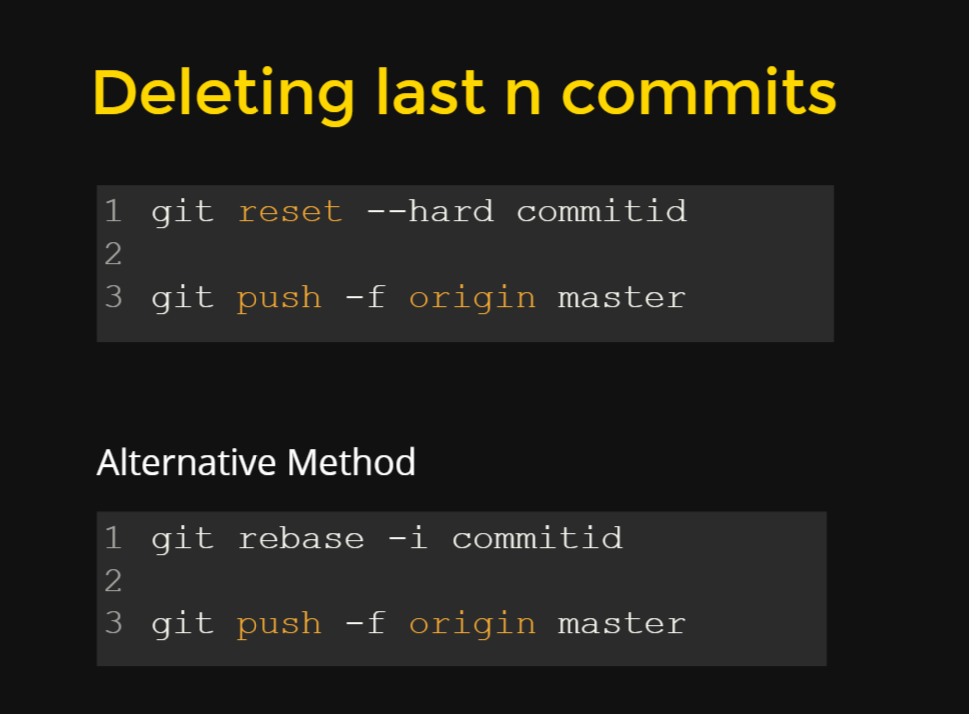 Deleting last n commits
1 git reset --hard commitid
2
3 git push -f origin master
Alternative Method
1 git rebase -i commitid
2
3 git push -f origin master